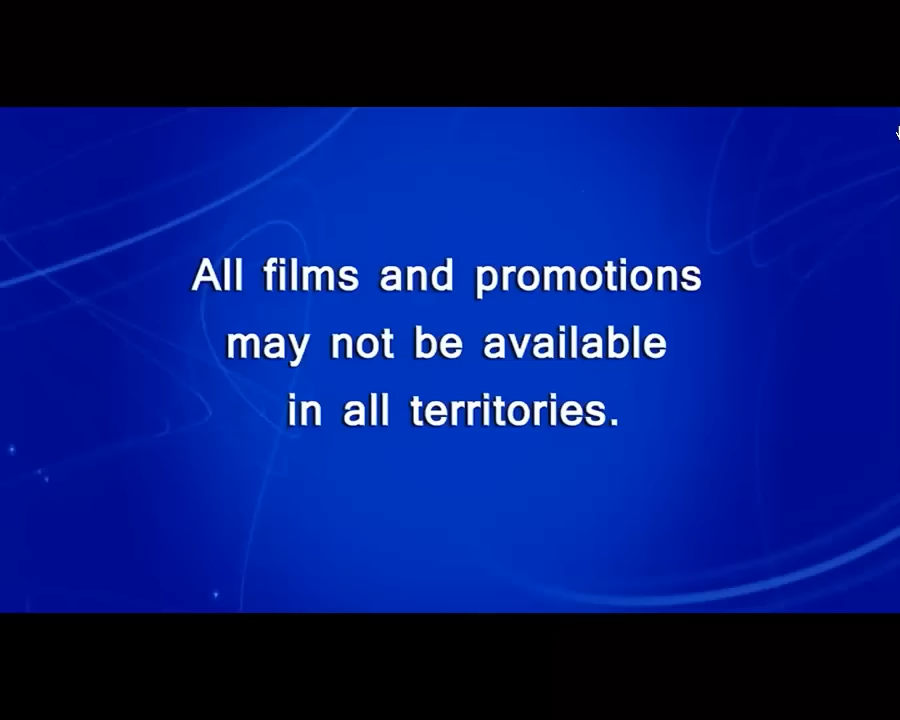 All films and promotions
may not be available
in all territories.